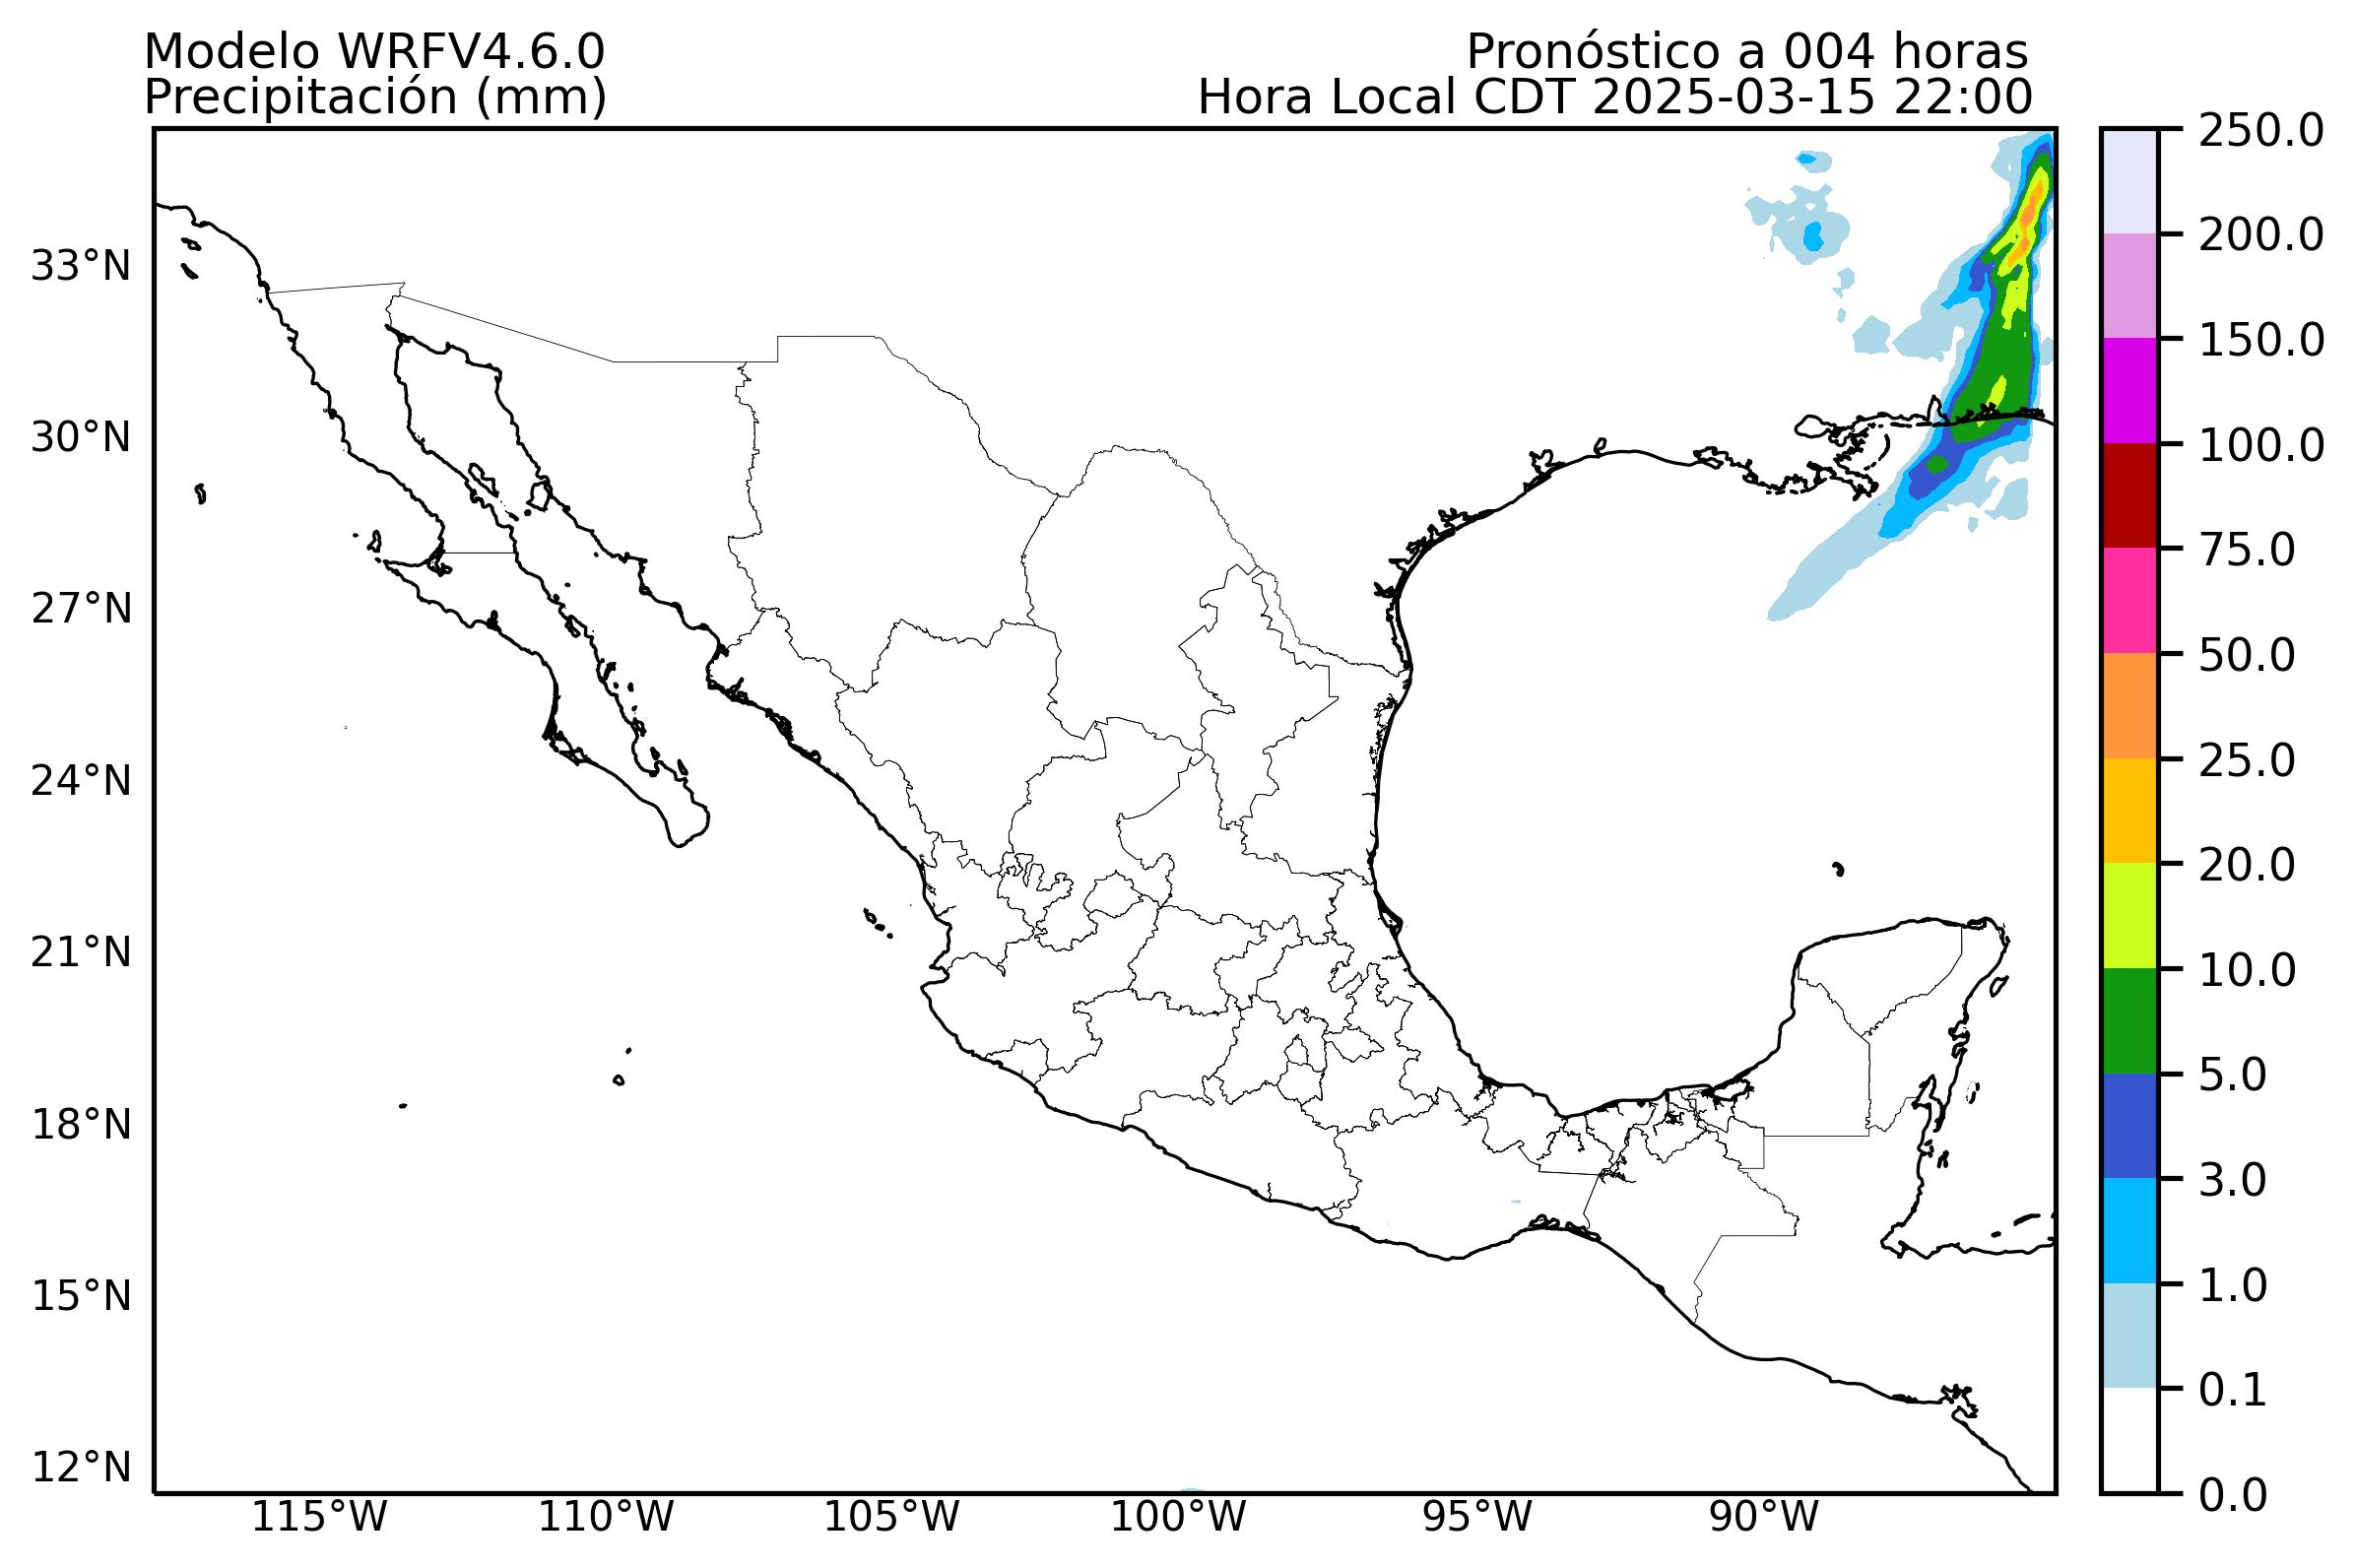 Modelo WRFV4.6.0
Pronóstico a 004 horas
Precipitación (mm)
Hora Local CDT 2025-03-15 22:00
33°N
30°N
27°N
24°N
21°N
18°N
15°N
12°N
115°W
110°W
105°W
100°W
95°W
90°W
250.0
200.0
150.0
100.0
75.0
50.0
25.0
20.0
10.0
5.0
3.0
1.0
0.1
0.0